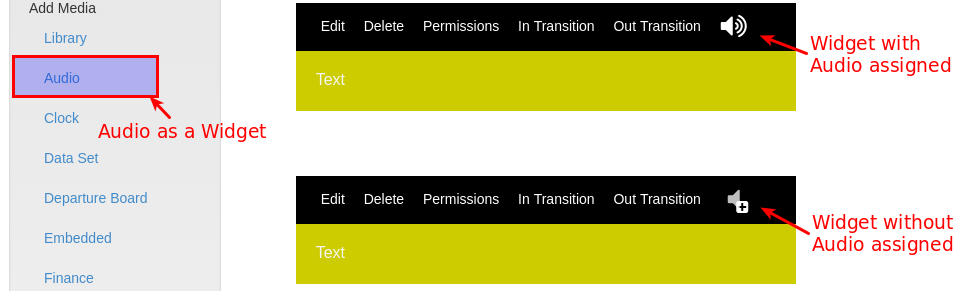 Add Media
Library
Audio
Clock
Audio as a Widget
Data Set
Departure Board
Embedded
Finance
Edit Delete Permissions In Transition Out Transition
Text
Widget with
Audio assigned
Edit Delete Permissions In Transition Out Transition
Text
Widget without
Audio assigned